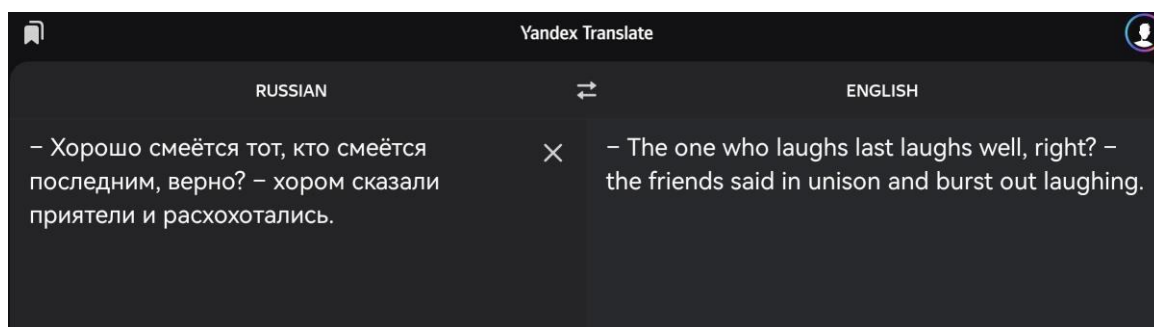 Yandex Translate
RUSSIAN
ENGLISH
– Хорошо смеётся тот, кто смеётся
последним, верно? – хором сказали
приятели и расхохотались.
– The one who laughs last laughs well, right? –
the friends said in unison and burst out laughing.